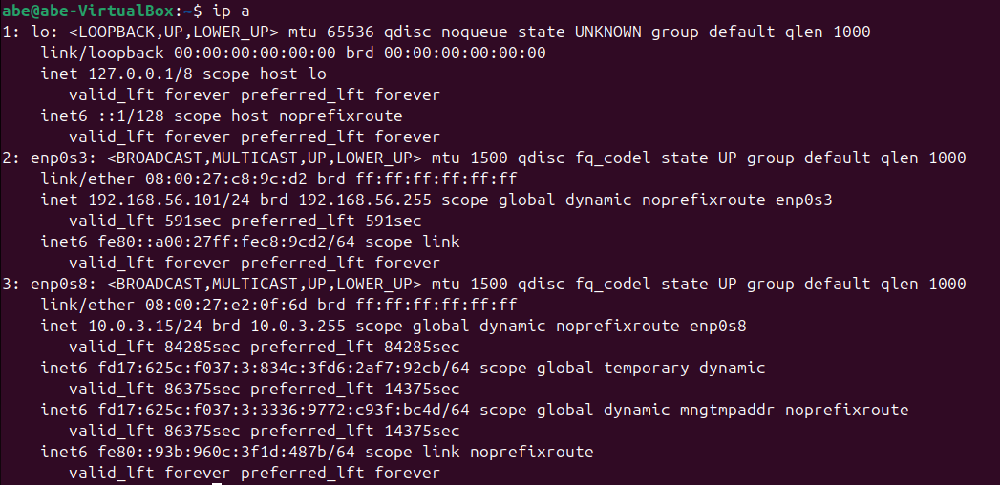 abe@abe-VirtualBox:~$ ip a
1: lo: <LOOPBACK,UP,LOWER_UP> mtu 65536 qdisc noqueue state UNKNOWN group default qlen 1000
    link/loopback 00:00:00:00:00:00 brd 00:00:00:00:00:00
    inet 127.0.0.1/8 scope host lo
       valid_lft forever preferred_lft forever
    inet6 ::1/128 scope host noprefixroute
       valid_lft forever preferred_lft forever
2: enp0s3: <BROADCAST,MULTICAST,UP,LOWER_UP> mtu 1500 qdisc fq_codel state UP group default qlen 1000
    link/ether 08:00:27:c8:9c:d2 brd ff:ff:ff:ff:ff:ff
    inet 192.168.56.101/24 brd 192.168.56.255 scope global dynamic noprefixroute enp0s3
       valid_lft 591sec preferred_lft 591sec
    inet6 fe80::a00:27ff:fec8:9cd2/64 scope link
       valid_lft forever preferred_lft forever
3: enp0s8: <BROADCAST,MULTICAST,UP,LOWER_UP> mtu 1500 qdisc fq_codel state UP group default qlen 1000
    link/ether 08:00:27:e2:0f:6d brd ff:ff:ff:ff:ff:ff
    inet 10.0.3.15/24 brd 10.0.3.255 scope global dynamic noprefixroute enp0s8
       valid_lft 84285sec preferred_lft 84285sec
    inet6 fd17:625c:f037:3:834c:3fd6:2af7:92cb/64 scope global temporary dynamic
       valid_lft 86375sec preferred_lft 14375sec
    inet6 fd17:625c:f037:3:3336:9772:c93f:bc4d/64 scope global dynamic mngtmpaddr noprefixroute
       valid_lft 86375sec preferred_lft 14375sec
    inet6 fe80::93b:960c:3f1d:487b/64 scope link noprefixroute
       valid_lft forever preferred_lft forever